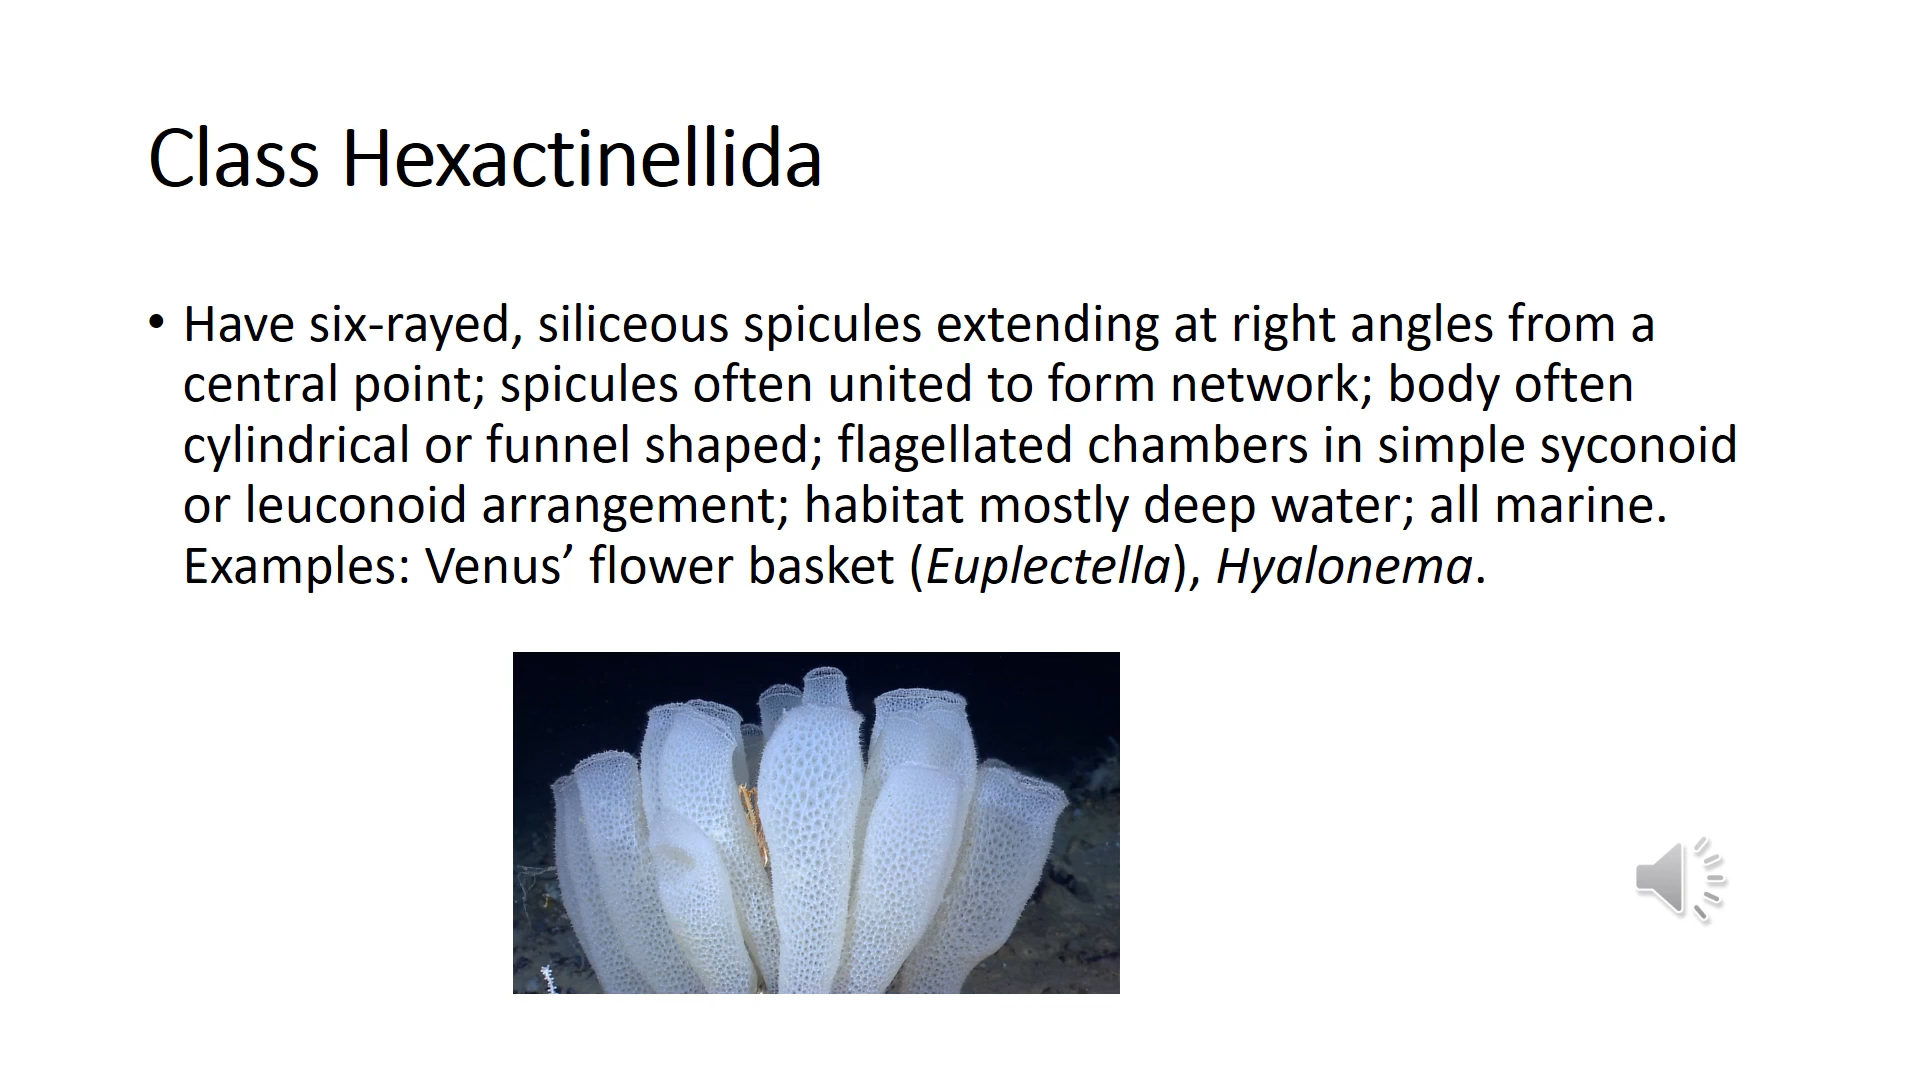 Class Hexactinellida
• Have six-rayed, siliceous spicules extending at right angles from a
central point; spicules often united to form network; body often
cylindrical or funnel shaped; flagellated chambers in simple syconoid
or leuconoid arrangement; habitat mostly deep water; all marine.
Examples: Venus’ flower basket (Euplectella), Hyalonema.